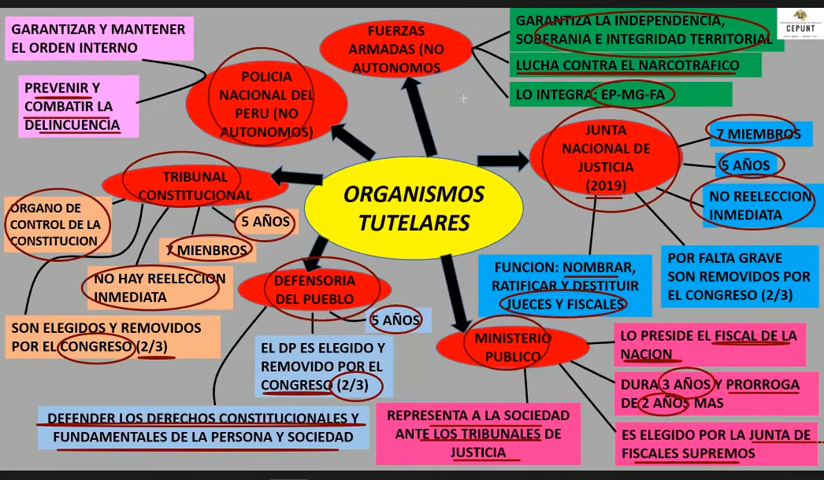 GARANTIZAR Y MANTENER
EL ORDEN INTERNO
PREVENIR Y
COMBATIR LA
DELINCUENCIA
POLICIA
NACIONAL DEL
PERU (NO
AUTONOMOS)
FUERZAS
ARMADAS (NO
AUTONOMOS
GARANTIZA LA INDEPENDENCIA,
SOBERANIA E INTEGRIDAD TERRITORIAL
LUCHA CONTRA EL NARCOTRAFICO
LO INTEGRA: EP-MG-FA
CEPUNT
JUNTA
NACIONAL DE
JUSTICIA
(2019)
7 MIEMBROS
5 AÑOS
NO REELECCION
INMEDIATA
POR FALTA GRAVE
SON REMOVIDOS POR
EL CONGRESO (2/3)
FUNCION: NOMBRAR,
RATIFICAR Y DESTITUIR
JUECES Y FISCALES
ORGANISMOS
TUTELARES
TRIBUNAL
CONSTITUCIONAL
ORGANO DE
CONTROL DE LA
CONSTITUCION
5 AÑOS
7 MIENBROS
NO HAY REELECCION
INMEDIATA
SON ELEGIDOS Y REMOVIDOS
POR EL CONGRESO (2/3)
DEFENSORIA
DEL PUEBLO
5 AÑOS
EL DP ES ELEGIDO Y
REMOVIDO POR EL
CONGRESO (2/3)
DEFENDER LOS DERECHOS CONSTITUCIONALES Y
FUNDAMENTALES DE LA PERSONA Y SOCIEDAD
MINISTERIO
PUBLICO
LO PRESIDE EL FISCAL DE LA
NACION
DURA 3 AÑOS Y PRORROGA
DE 2 AÑOS MAS
ES ELEGIDO POR LA JUNTA DE
FISCALES SUPREMOS
REPRESENTA A LA SOCIEDAD
ANTE LOS TRIBUNALES DE
JUSTICIA